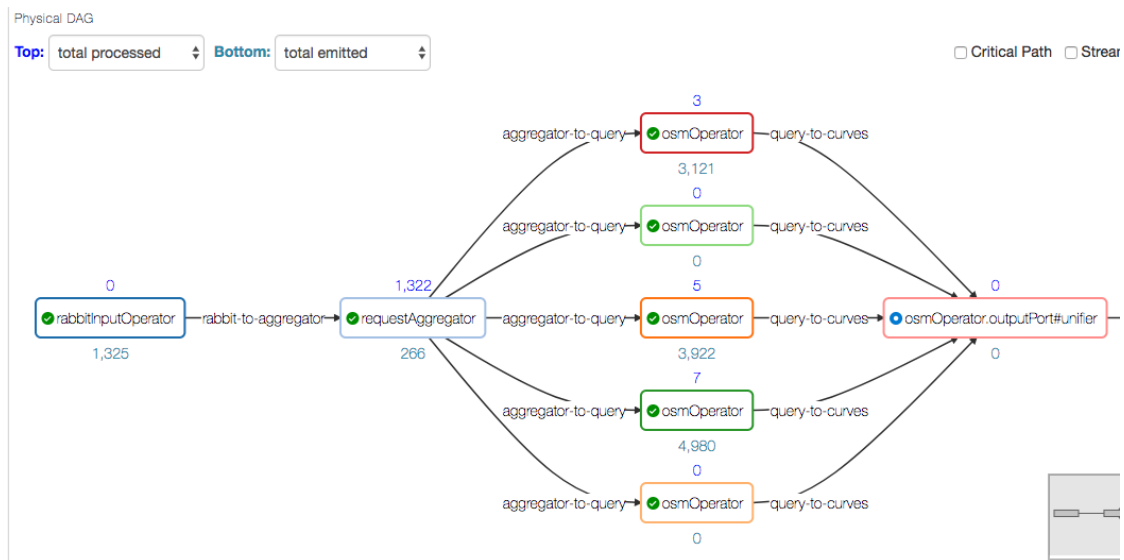 Physical DAG
Top: total processed Bottom: total emitted Critical Path Strear
3
aggregator-to-query osmOperator query-to-curves
3,121
0
aggregator-to-query osmOperator query-to-curves
0
0 1,322 5 0
rabbitInputOperator rabbit-to-aggregator requestAggregator aggregator-to-query osmOperator query-to-curves osmOperator.outputPort#unifier
1,325 266 3,922 0
7
aggregator-to-query osmOperator query-to-curves
4,980
0
aggregator-to-query osmOperator query-to-curves
0